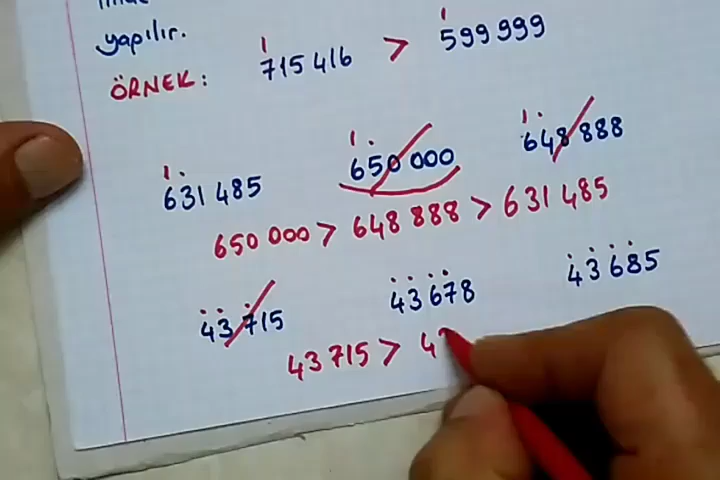 yapılır.
ÖRNEK: 715 416 > 599 999
631 485 650 000 648 888
650 000 > 648 888 > 631 485
43 715 43 678 43 685
43 715 > 4